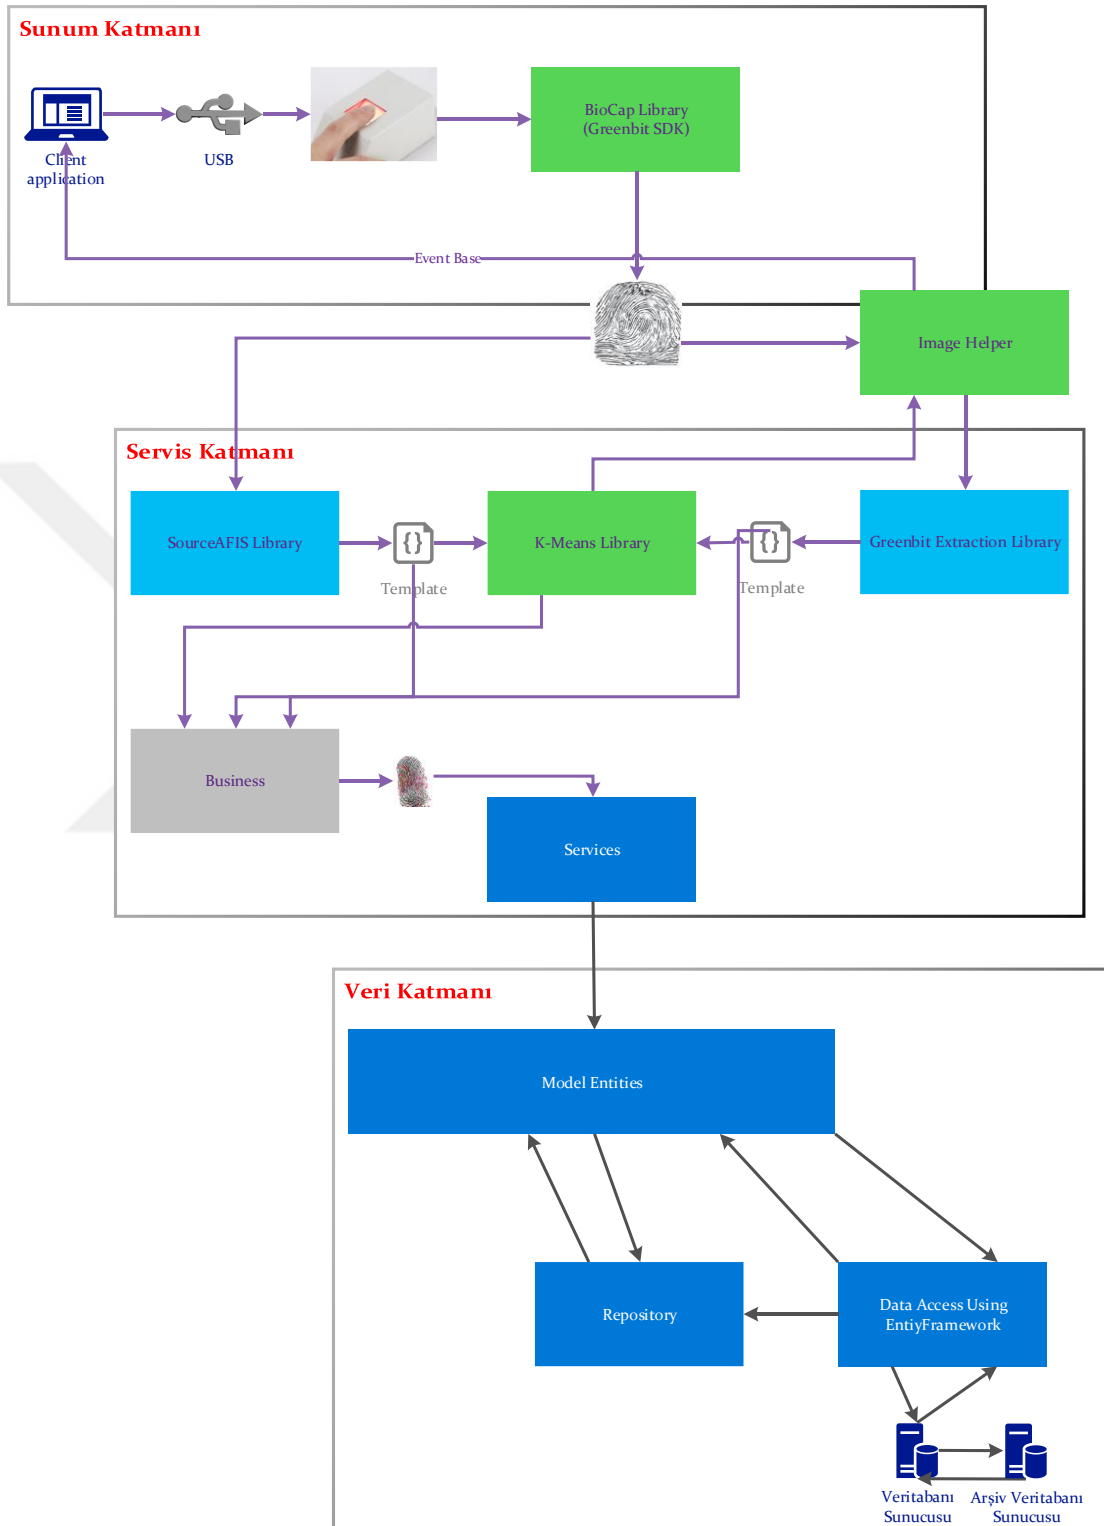 Sunum Katmanı
BioCap Library
(Greenbit SDK)
Client
application
USB
Event Base
Image Helper
Servis Katmanı
SourceAFIS Library
K-Means Library
Greenbit Extraction Library
Template
Template
Business
Services
Veri Katmanı
Model Entities
Repository
Data Access Using
EntiyFramework
Veritabanı
Sunucusu
Arşiv Veritabanı
Sunucusu